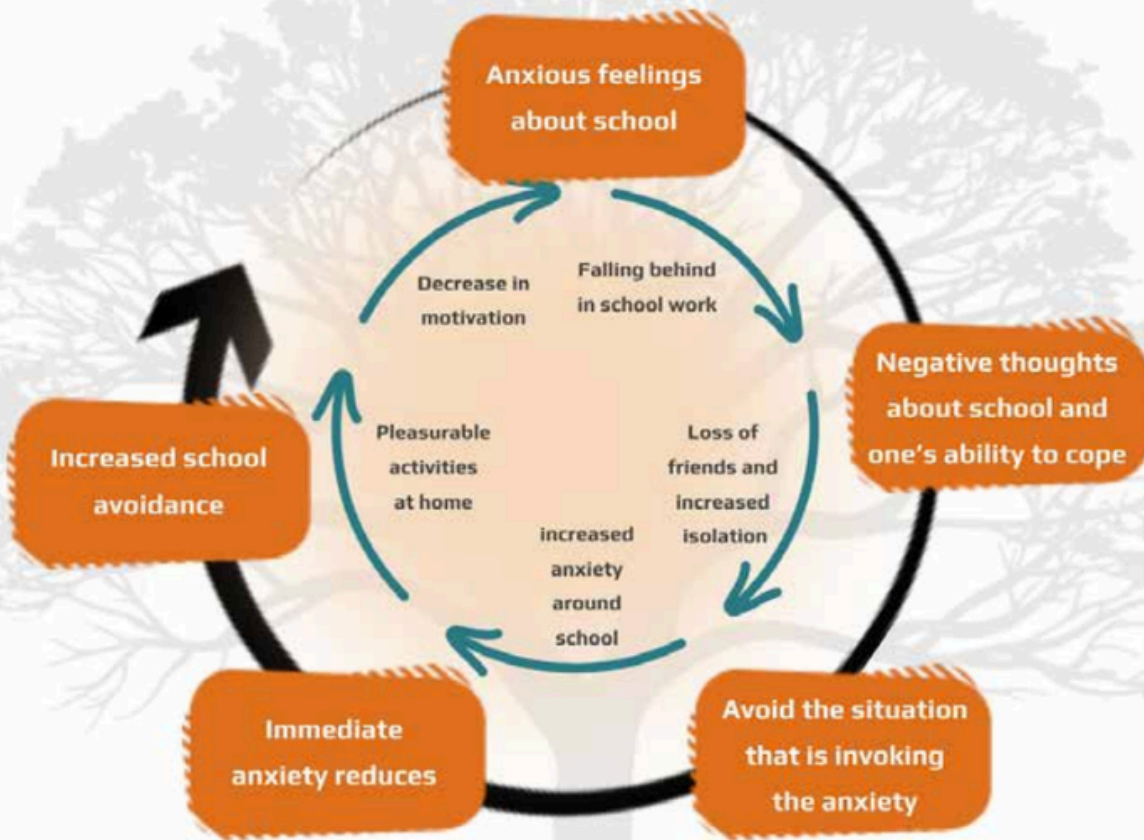 Anxious feelings
about school
Decrease in
motivation
Falling behind
in school work
Negative thoughts
about school and
one's ability to cope
Increased school
avoidance
Pleasurable
activities
at home
Loss of
friends and
increased
isolation
increased
anxiety
around
school
Immediate
anxiety reduces
Avoid the situation
that is invoking
the anxiety